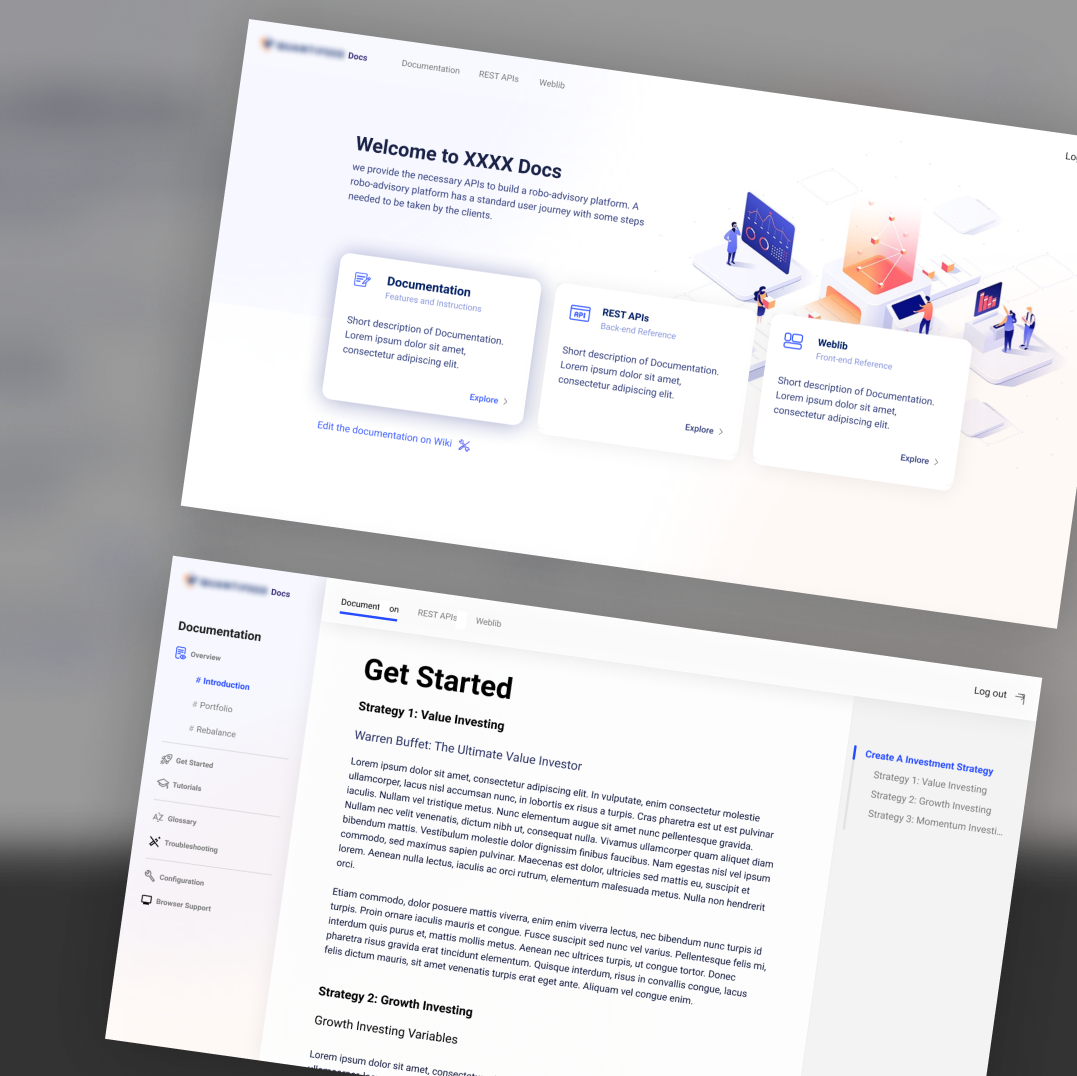 Docs
Documentation REST APIs Weblib
Welcome to XXXX Docs
we provide the necessary APIs to build a robo-advisory platform. A
robo-advisory platform has a standard user journey with some steps
needed to be taken by the clients.
Documentation
Features and Instructions
Short description of Documentation.
Lorem ipsum dolor sit amet,
consectetur adipiscing elit.
Explore
API
REST APIs
Back-end Reference
Short description of Documentation.
Lorem ipsum dolor sit amet,
consectetur adipiscing elit.
Explore
Weblib
Front-end Reference
Short description of Documentation.
Lorem ipsum dolor sit amet,
consectetur adipiscing elit.
Explore
Edit the documentation on Wiki
Docs
Documentation
Overview
# Introduction
# Portfolio
# Rebalance
Get Started
Tutorials
Glossary
Troubleshooting
Configuration
Browser Support
Document on REST APIs Weblib
Log out
Get Started
Strategy 1: Value Investing
Warren Buffet: The Ultimate Value Investor
Lorem ipsum dolor sit amet, consectetur adipiscing elit. In vulputate, enim consectetur molestie
ullamcorper, lacus nisl accumsan nunc, in lobortis ex risus a turpis. Cras pharetra est ut est pulvinar
iaculis. Nullam vel tristique metus. Nunc elementum augue sit amet nunc pellentesque gravida.
Nullam nec velit venenatis, dictum nibh ut, consequat nulla. Vivamus ullamcorper quam aliquet diam
bibendum mattis. Vestibulum molestie dolor dignissim finibus faucibus. Nam egestas nisl vel ipsum
commodo, sed maximus sapien pulvinar. Maecenas est dolor, ultricies sed mattis eu, suscipit et
lorem. Aenean nulla lectus, iaculis ac orci rutrum, elementum malesuada metus. Nulla non hendrerit
orci.
Etiam commodo, dolor posuere mattis viverra, enim enim viverra lectus, nec bibendum nunc turpis id
turpis. Proin ornare iaculis mauris et congue. Fusce suscipit sed nunc vel varius. Pellentesque felis mi,
interdum quis purus et, mattis mollis metus. Aenean nec ultrices turpis, ut congue tortor. Donec
pharetra risus gravida erat tincidunt elementum. Quisque interdum, risus in convallis congue, lacus
felis dictum mauris, sit amet venenatis turpis erat eget ante. Aliquam vel congue enim.
Strategy 2: Growth Investing
Growth Investing Variables
Lorem ipsum dolor sit amet, consectetur
Create A Investment Strategy
Strategy 1: Value Investing
Strategy 2: Growth Investing
Strategy 3: Momentum Investi...